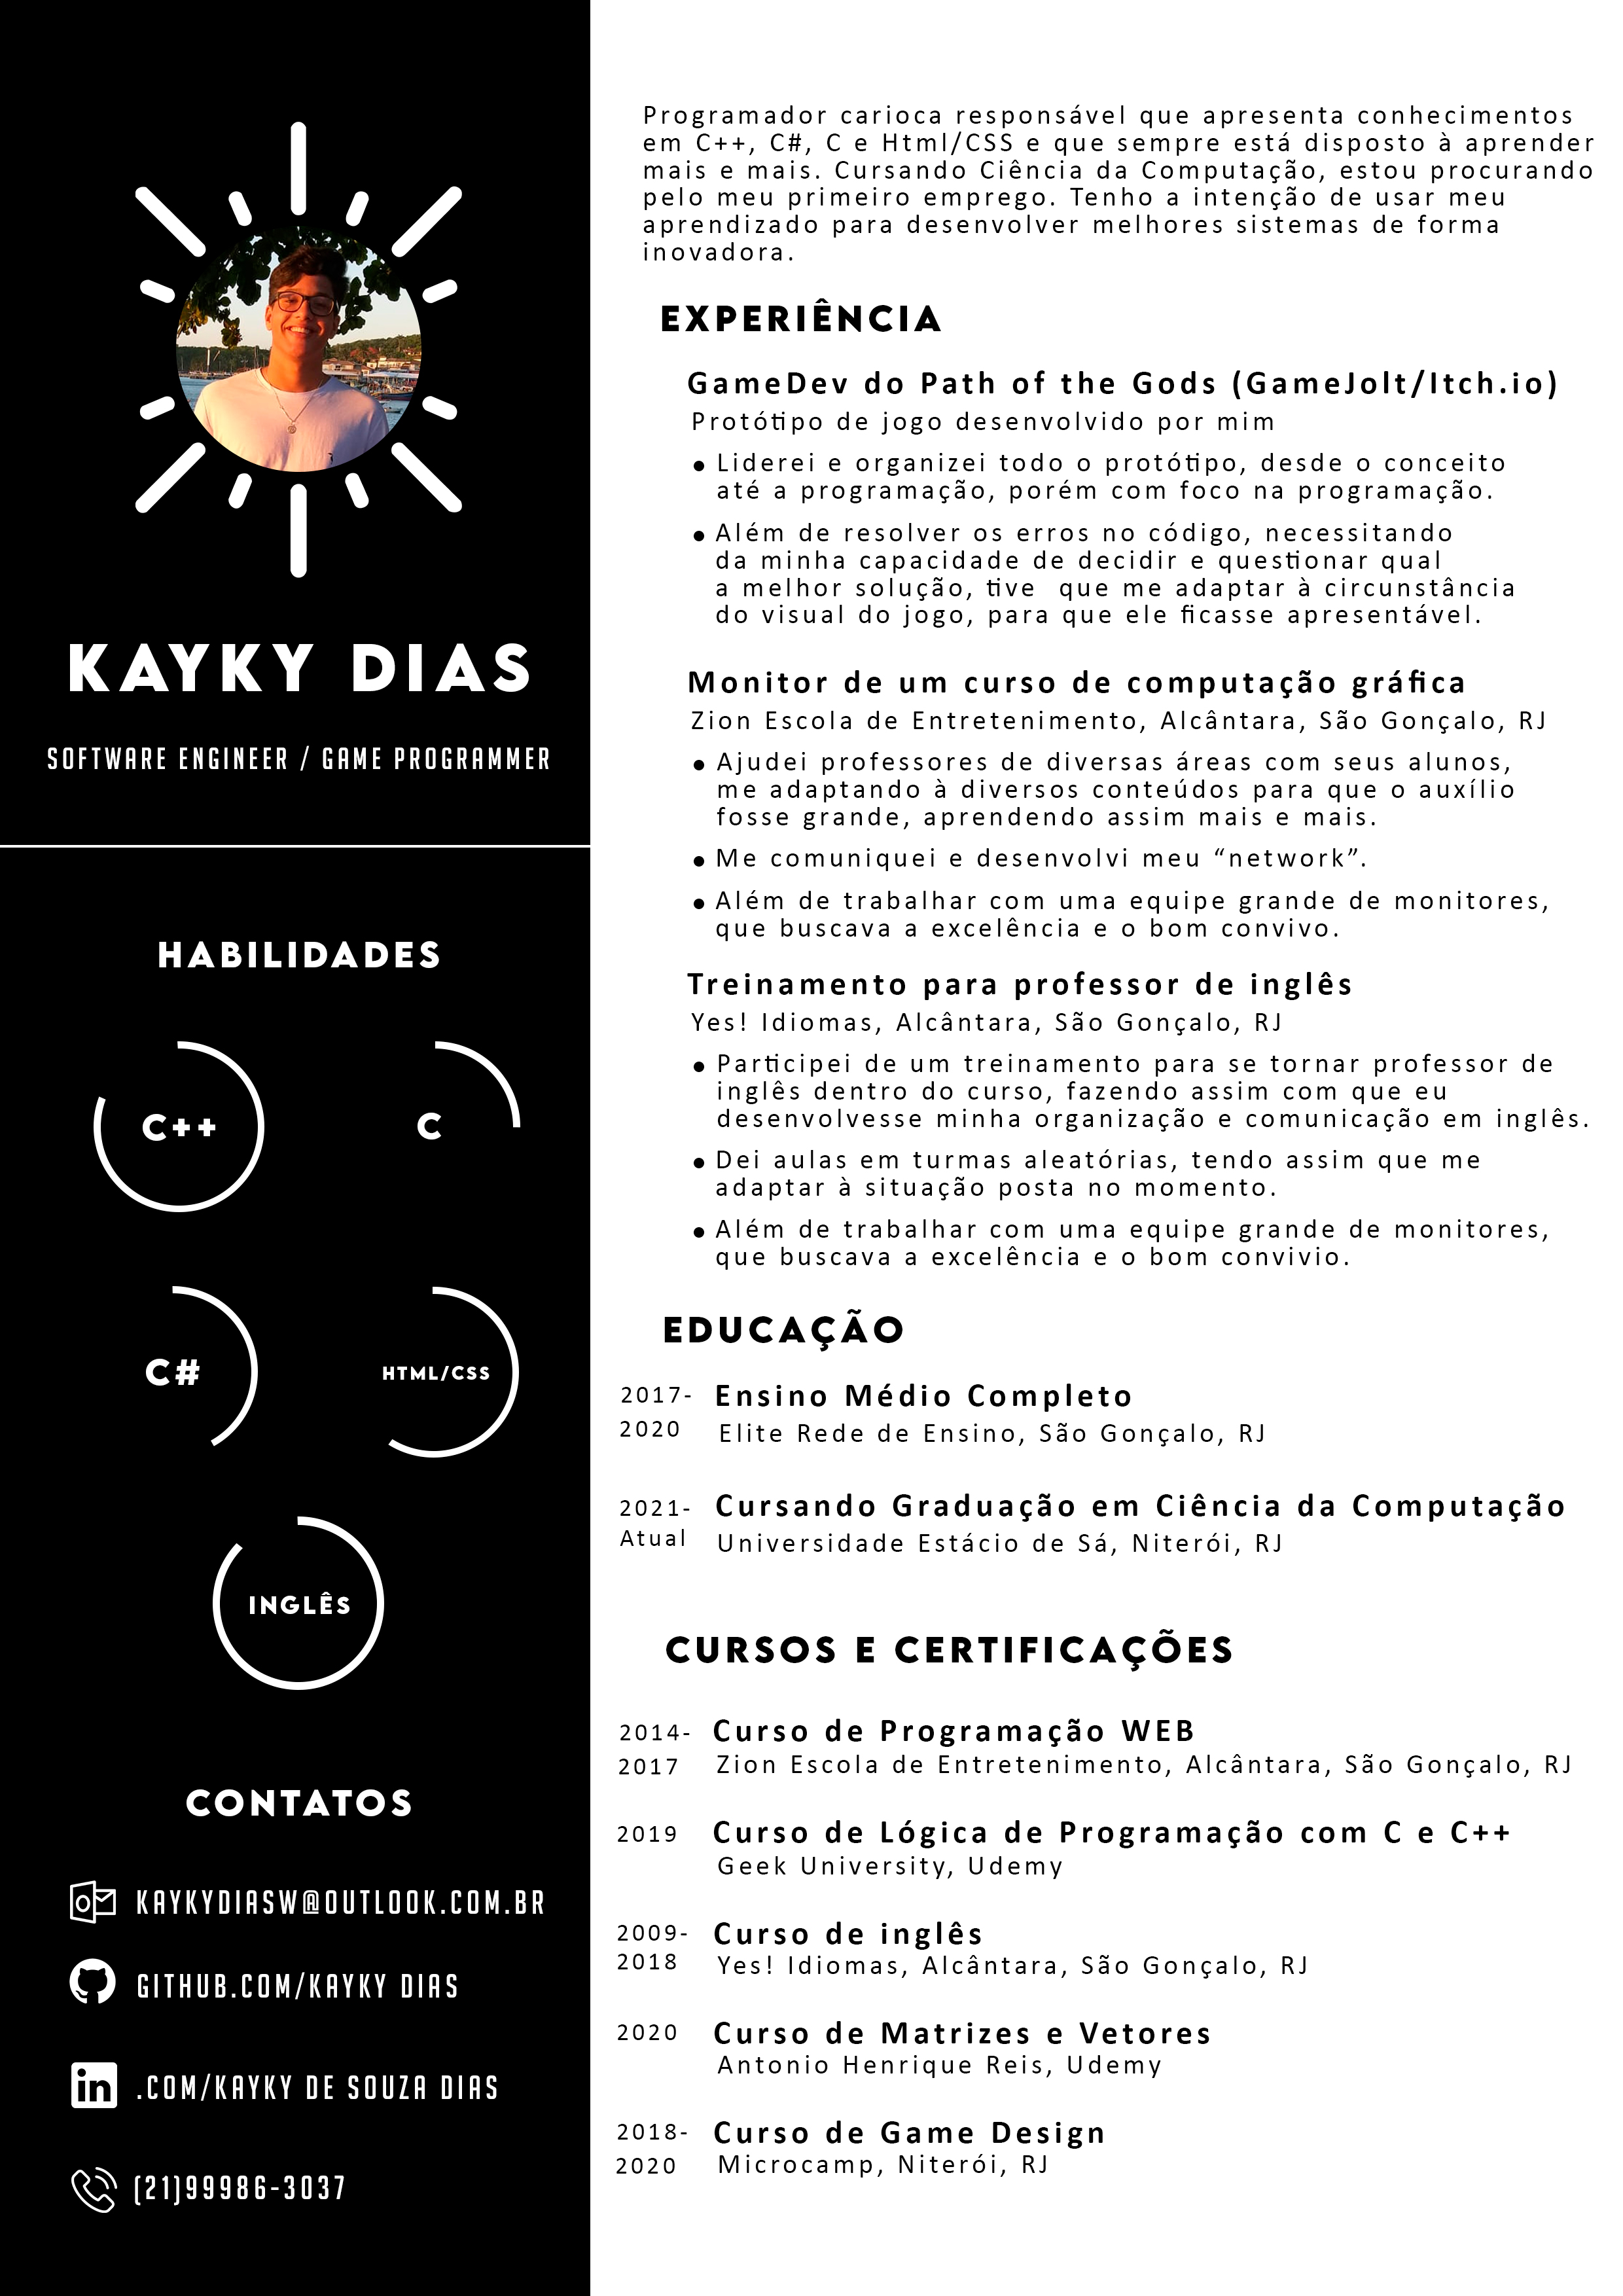 KAYKY DIAS
SOFTWARE ENGINEER / GAME PROGRAMMER
HABILIDADES
C++
C
C#
HTML/CSS
INGLÊS
CONTATOS
KAYKYDIASW@OUTLOOK.COM.BR
GITHUB.COM/KAYKY DIAS
in .COM/KAYKY DE SOUZA DIAS
(21)99986-3037
Programador carioca responsável que apresenta conhecimentos
em C++, C#, C e Html/CSS e que sempre está disposto à aprender
mais e mais. Cursando Ciência da Computação, estou procurando
pelo meu primeiro emprego. Tenho a intenção de usar meu
aprendizado para desenvolver melhores sistemas de forma
inovadora.
EXPERIÊNCIA
GameDev do Path of the Gods (GameJolt/Itch.io)
Protótipo de jogo desenvolvido por mim
• Liderei e organizei todo o protótipo, desde o conceito
até a programação, porém com foco na programação.
• Além de resolver os erros no código, necessitando
da minha capacidade de decidir e questionar qual
a melhor solução, tive que me adaptar à circunstância
do visual do jogo, para que ele ficasse apresentável.
Monitor de um curso de computação gráfica
Zion Escola de Entretenimento, Alcântara, São Gonçalo, RJ
• Ajudei professores de diversas áreas com seus alunos,
me adaptando à diversos conteúdos para que o auxílio
fosse grande, aprendendo assim mais e mais.
• Me comuniquei e desenvolvi meu “network”.
• Além de trabalhar com uma equipe grande de monitores,
que buscava a excelência e o bom convivo.
Treinamento para professor de inglês
Yes! Idiomas, Alcântara, São Gonçalo, RJ
• Participei de um treinamento para se tornar professor de
inglês dentro do curso, fazendo assim com que eu
desenvolvesse minha organização e comunicação em inglês.
• Dei aulas em turmas aleatórias, tendo assim que me
adaptar à situação posta no momento.
• Além de trabalhar com uma equipe grande de monitores,
que buscava a excelência e o bom convivio.
EDUCAÇÃO
2017- Ensino Médio Completo
2020 Elite Rede de Ensino, São Gonçalo, RJ
2021- Cursando Graduação em Ciência da Computação
Atual Universidade Estácio de Sá, Niterói, RJ
CURSOS E CERTIFICAÇÕES
2014- Curso de Programação WEB
2017 Zion Escola de Entretenimento, Alcântara, São Gonçalo, RJ
2019 Curso de Lógica de Programação com C e C++
Geek University, Udemy
2009- Curso de inglês
2018 Yes! Idiomas, Alcântara, São Gonçalo, RJ
2020 Curso de Matrizes e Vetores
Antonio Henrique Reis, Udemy
2018- Curso de Game Design
2020 Microcamp, Niterói, RJ